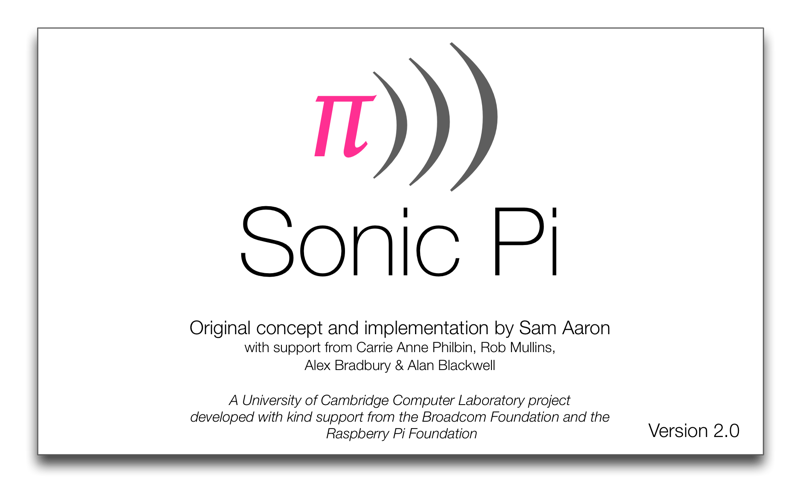 π
Sonic Pi
Original concept and implementation by Sam Aaron
with support from Carrie Anne Philbin, Rob Mullins,
Alex Bradbury & Alan Blackwell
A University of Cambridge Computer Laboratory project
developed with kind support from the Broadcom Foundation and the
Raspberry Pi Foundation
Version 2.0